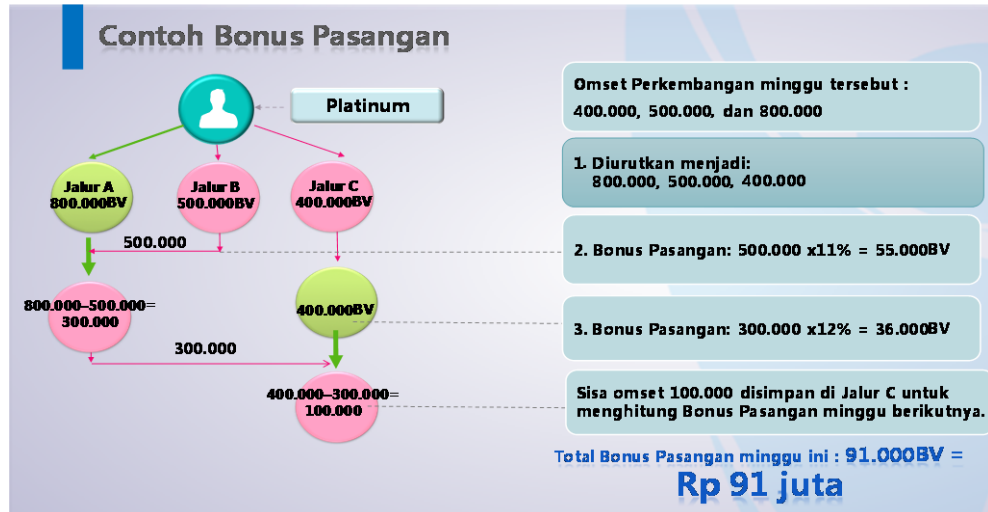 Contoh Bonus Pasangan
Platinum
Jalur A
800.000BV
Jalur B
500.000BV
Jalur C
400.000BV
500.000
800.000–500.000=
300.000
400.000BV
300.000
400.000–300.000=
100.000
Omset Perkembangan minggu tersebut :
400.000, 500.000, dan 800.000
1. Diurutkan menjadi:
800.000, 500.000, 400.000
2. Bonus Pasangan: 500.000 x11% = 55.000BV
3. Bonus Pasangan: 300.000 x12% = 36.000BV
Sisa omset 100.000 disimpan di Jalur C untuk
menghitung Bonus Pasangan minggu berikutnya.
Total Bonus Pasangan minggu ini : 91.000BV =
Rp 91 juta